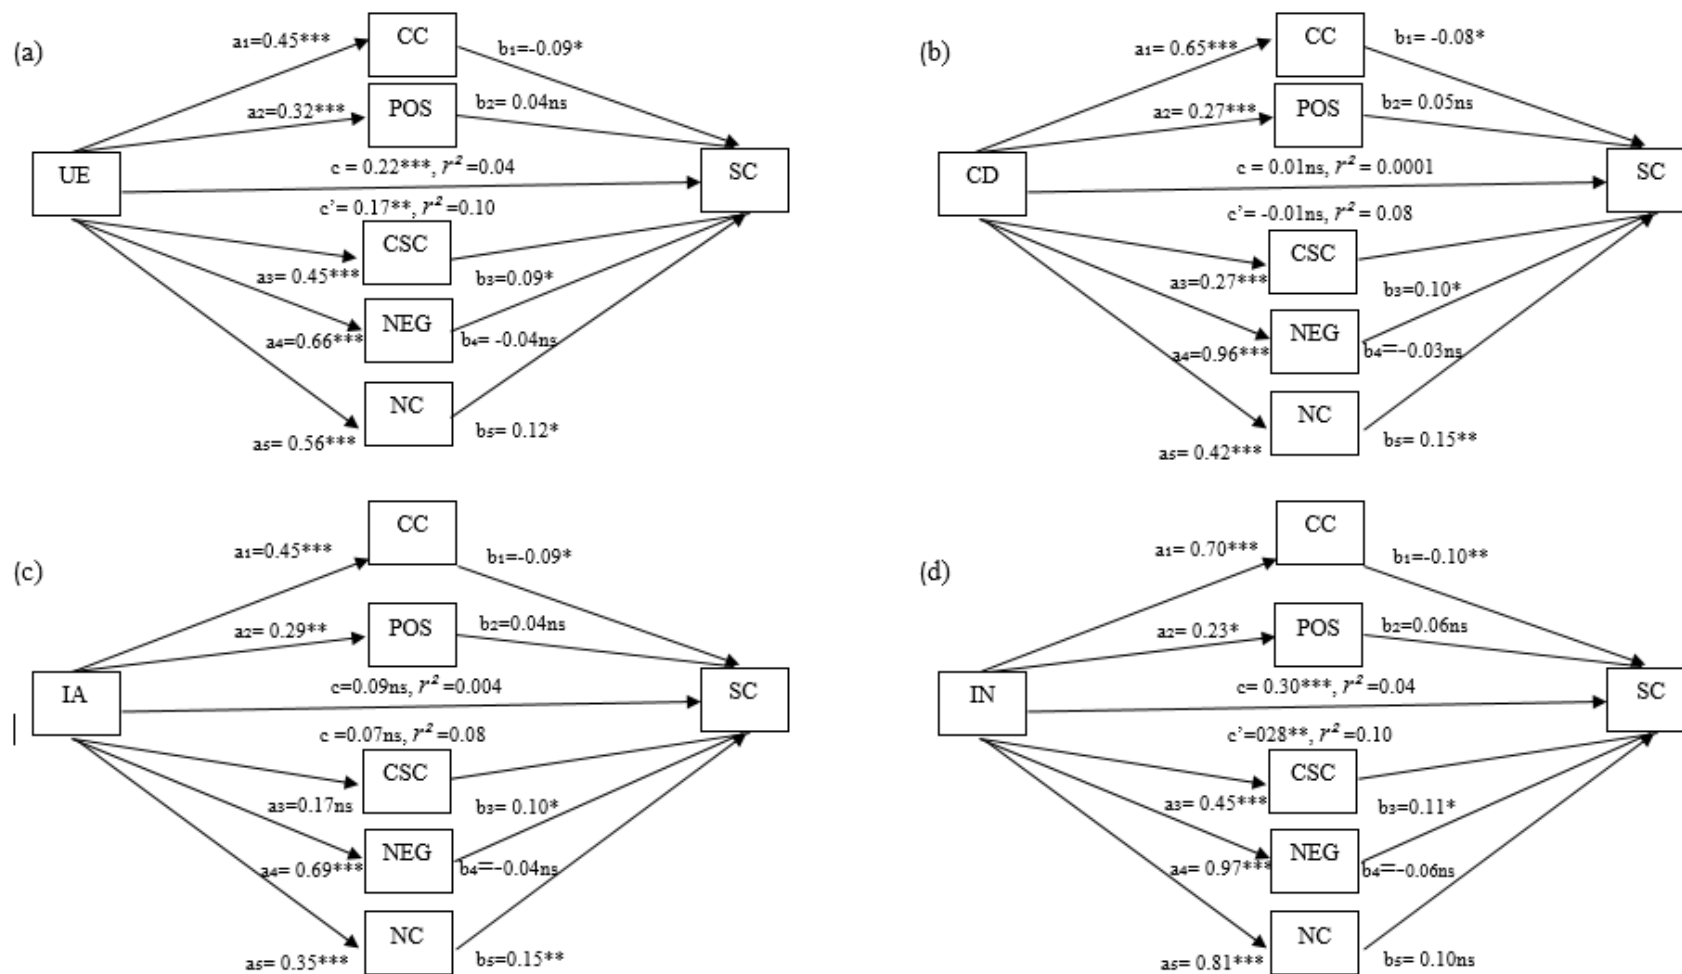 (a)
a₁=0.45***
CC
b₁=-0.09*
a₂=0.32***
POS
b₂= 0.04ns
UE
c = 0.22***, r² =0.04
SC
c’= 0.17**, r² =0.10
CSC
a₃= 0.45***
b₃=0.09*
NEG
a₄=0.66***
b₄= -0.04ns
NC
a₅= 0.56***
b₅= 0.12*
(b)
a₁= 0.65***
CC
b₁= -0.08*
a₂= 0.27***
POS
b₂= 0.05ns
CD
c = 0.01ns, r² = 0.0001
SC
c’= -0.01ns, r² = 0.08
CSC
a₃=0.27***
b₃=0.10*
NEG
a₄=0.96***
b₄=-0.03ns
NC
a₅= 0.42***
b₅= 0.15**
(c)
a₁=0.45***
CC
b₁=-0.09*
a₂= 0.29**
POS
b₂=0.04ns
IA
c=0.09ns, r² =0.004
SC
c =0.07ns, r² =0.08
CSC
a₃=0.17ns
b₃= 0.10*
NEG
a₄= 0.69***
b₄=-0.04ns
NC
a₅= 0.35***
b₅=0.15**
(d)
a₁= 0.70***
CC
b₁=-0.10**
a₂= 0.23*
POS
b₂=0.06ns
IN
c= 0.30***, r² =0.04
SC
c’=028**, r² =0.10
CSC
a₃= 0.45***
b₃=0.11*
NEG
a₄= 0.97***
b₄=-0.06ns
NC
a₅= 0.81***
b₅= 0.10ns